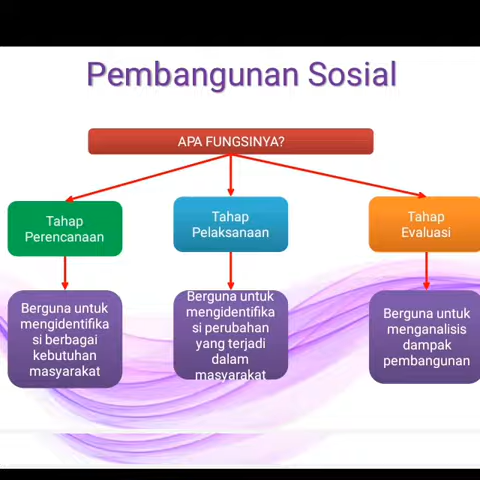 Pembangunan Sosial
APA FUNGSINYA?
Tahap
Perencanaan
Tahap
Pelaksanaan
Tahap
Evaluasi
Berguna untuk
mengidentifika
si berbagai
kebutuhan
masyarakat
Berguna untuk
mengidentifika
si perubahan
yang terjadi
dalam
masyarakat
Berguna untuk
menganalisis
dampak
pembangunan